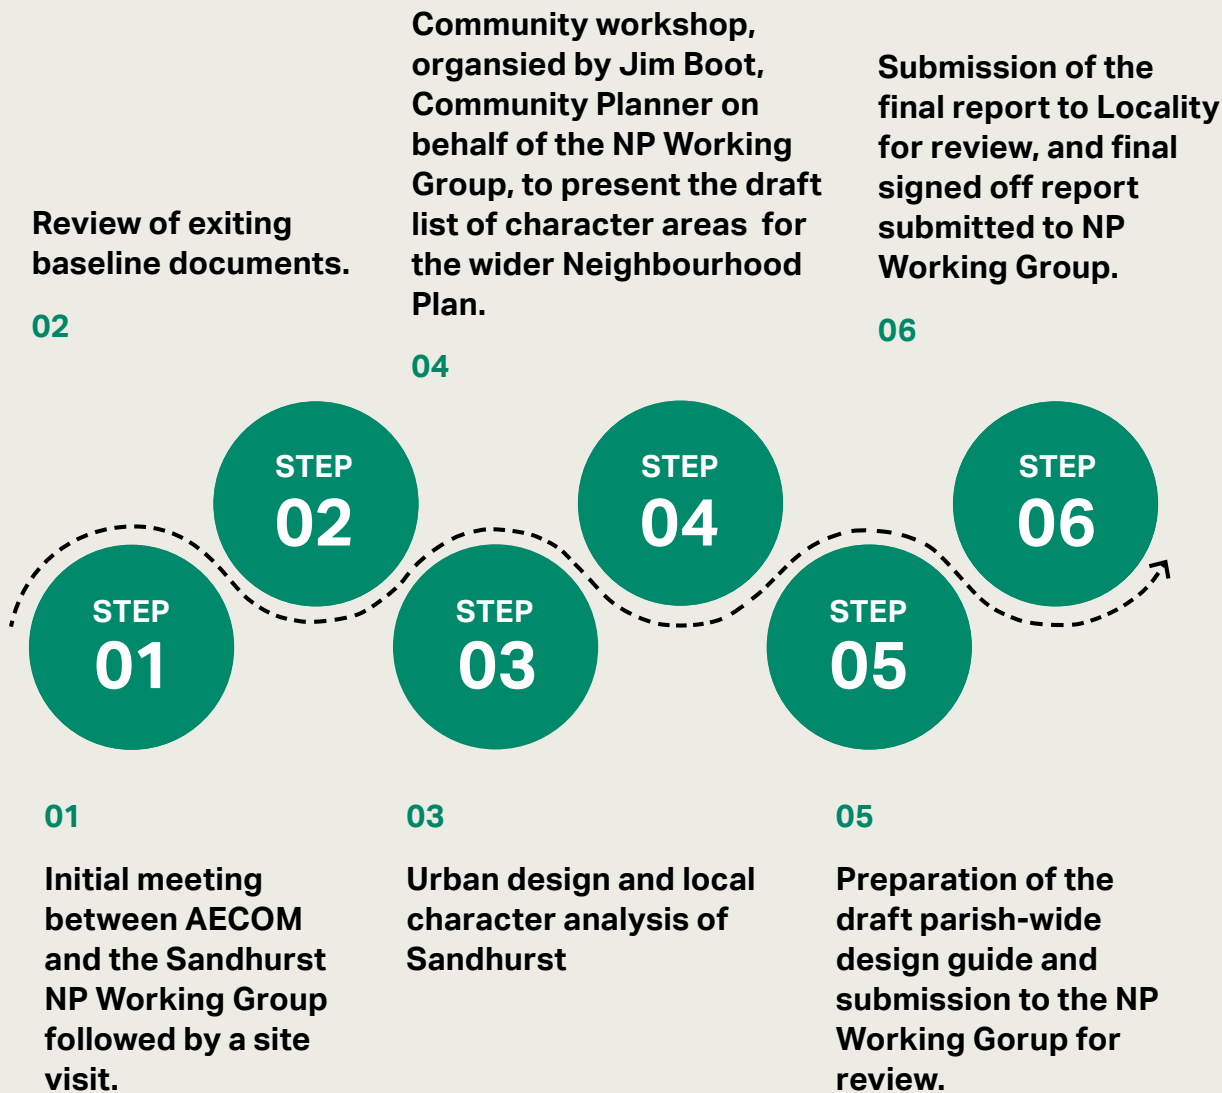 Review of exiting
baseline documents.
02
Community workshop,
organsied by Jim Boot,
Community Planner on
behalf of the NP Working
Group, to present the draft
list of character areas for
the wider Neighbourhood
Plan.
04
Submission of the
final report to Locality
for review, and final
signed off report
submitted to NP
Working Group.
06
STEP
01
STEP
02
STEP
03
STEP
04
STEP
05
STEP
06
01
Initial meeting
between AECOM
and the Sandhurst
NP Working Group
followed by a site
visit.
03
Urban design and local
character analysis of
Sandhurst
05
Preparation of the
draft parish-wide
design guide and
submission to the NP
Working Gorup for
review.